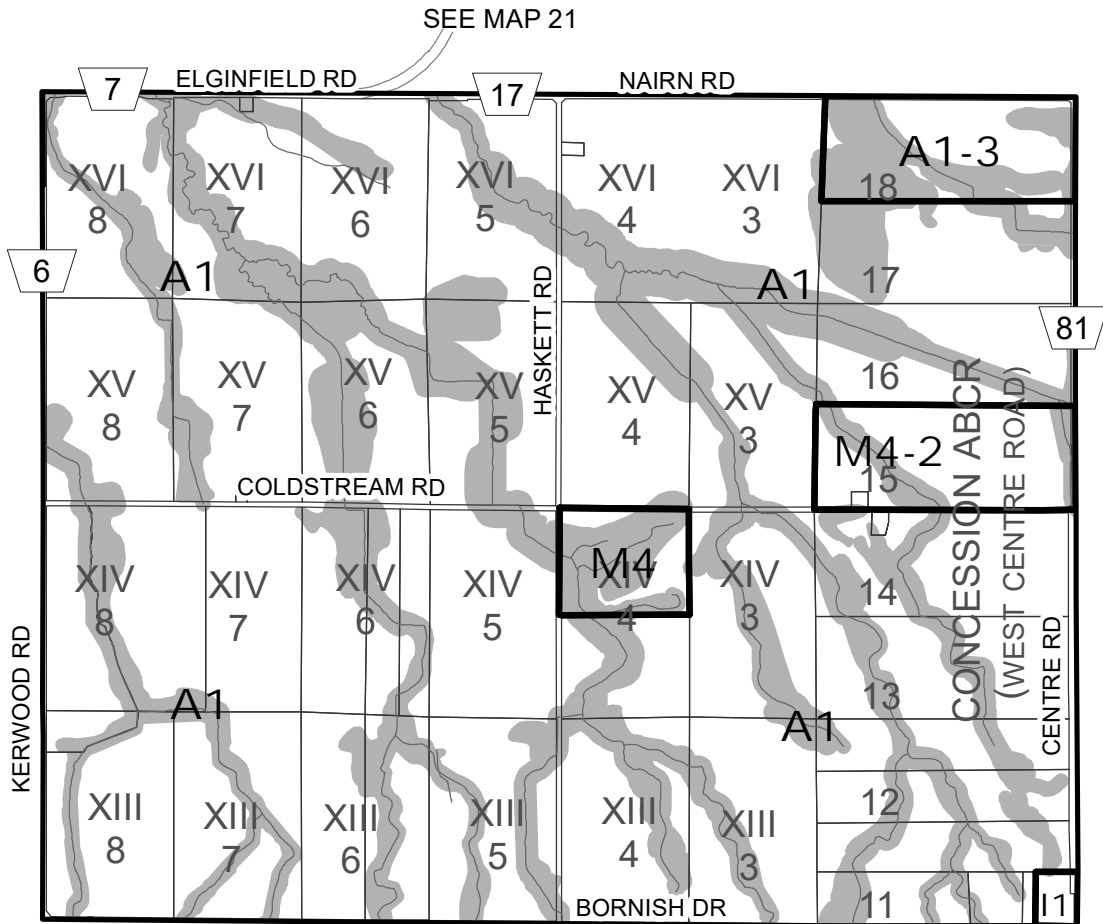 SEE MAP 21
7
ELGINFIELD RD
17
NAIRN RD
XVI
8
XVI
7
XVI
6
XVI
5
XVI
4
XVI
3
A1-3
18
6
A1
HASKETT RD
A1
17
81
XV
8
XV
7
XV
6
XV
5
XV
4
XV
3
16
M4-2
15
CONCESSION ABCR
(WEST CENTRE ROAD)
COLDSTREAM RD
XIV
8
XIV
7
XIV
6
XIV
5
M4
XIV
4
XIV
3
14
KERWOOD RD
A1
A1
13
CENTRE RD
XIII
8
XIII
7
XIII
6
XIII
5
XIII
4
XIII
3
12
11
I1
BORNISH DR